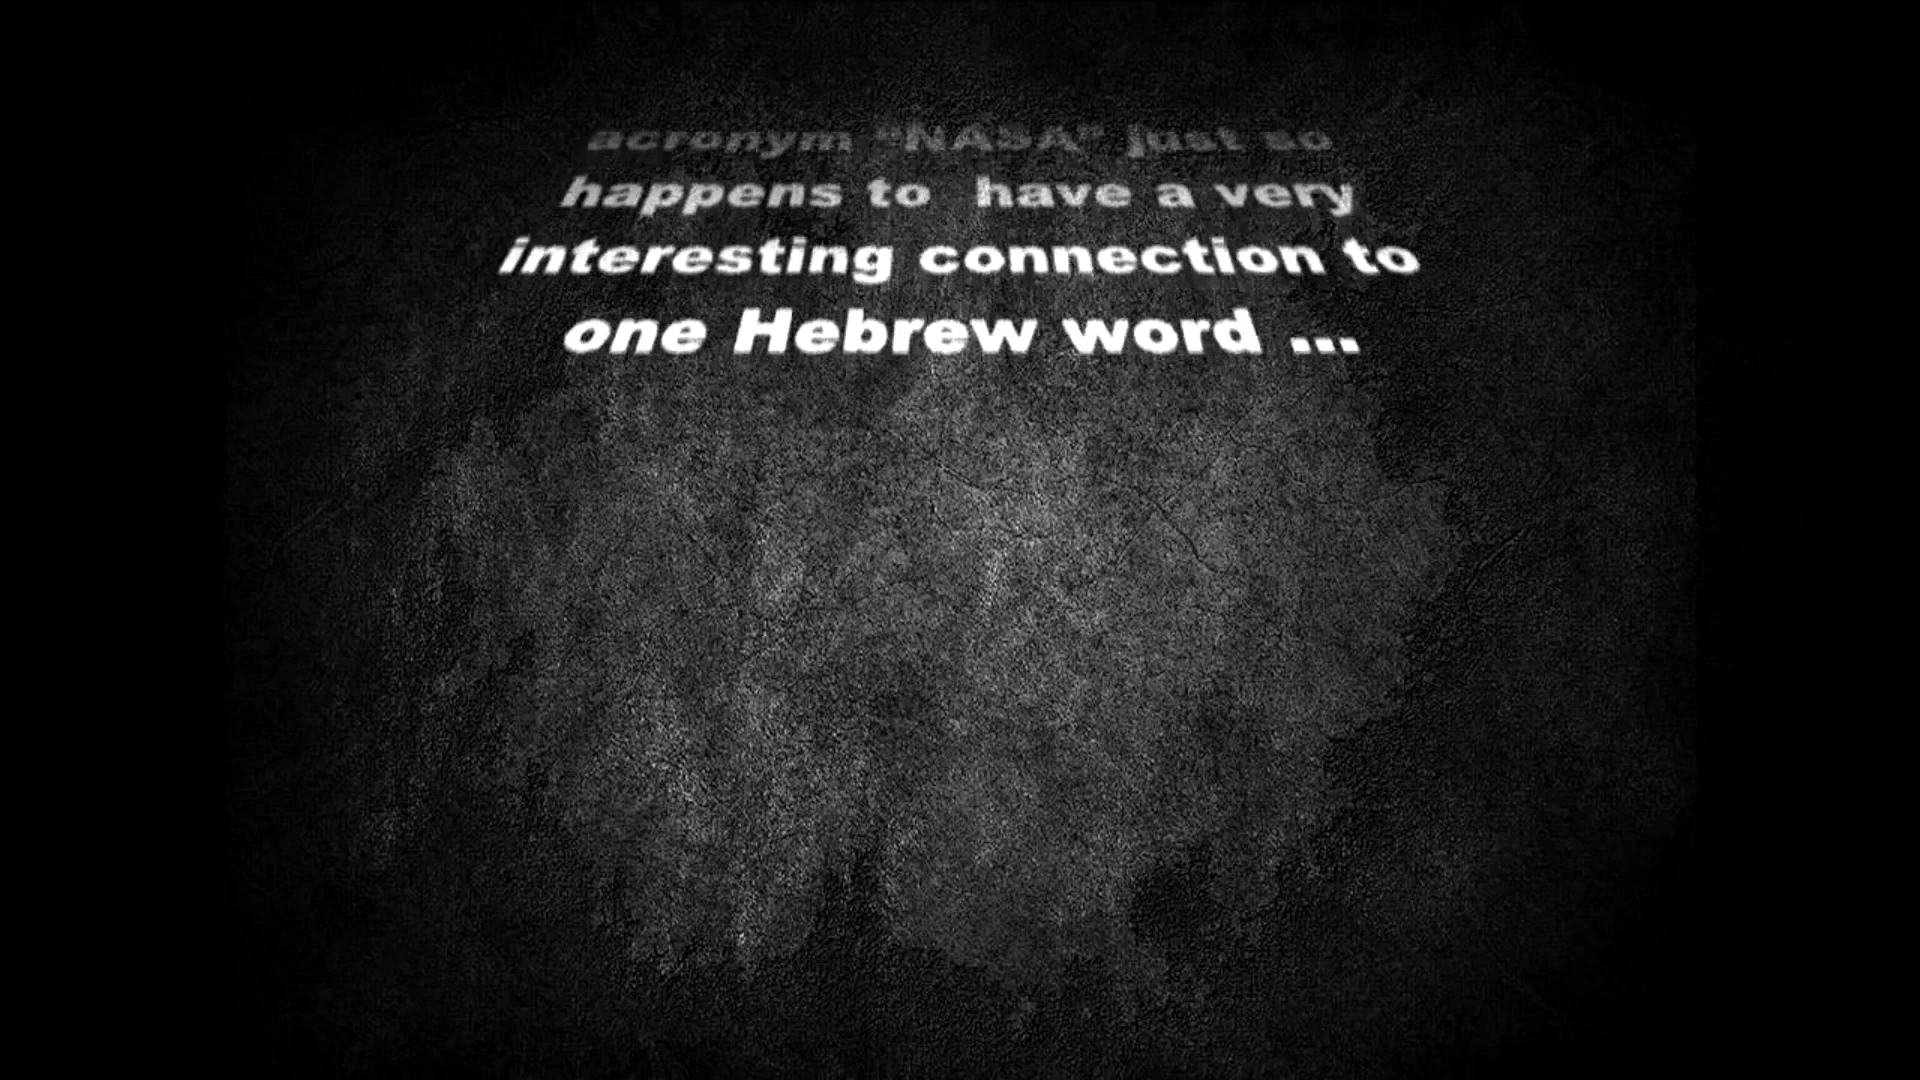 acronym "NASA" just so
happens to have a very
interesting connection to
one Hebrew word ...